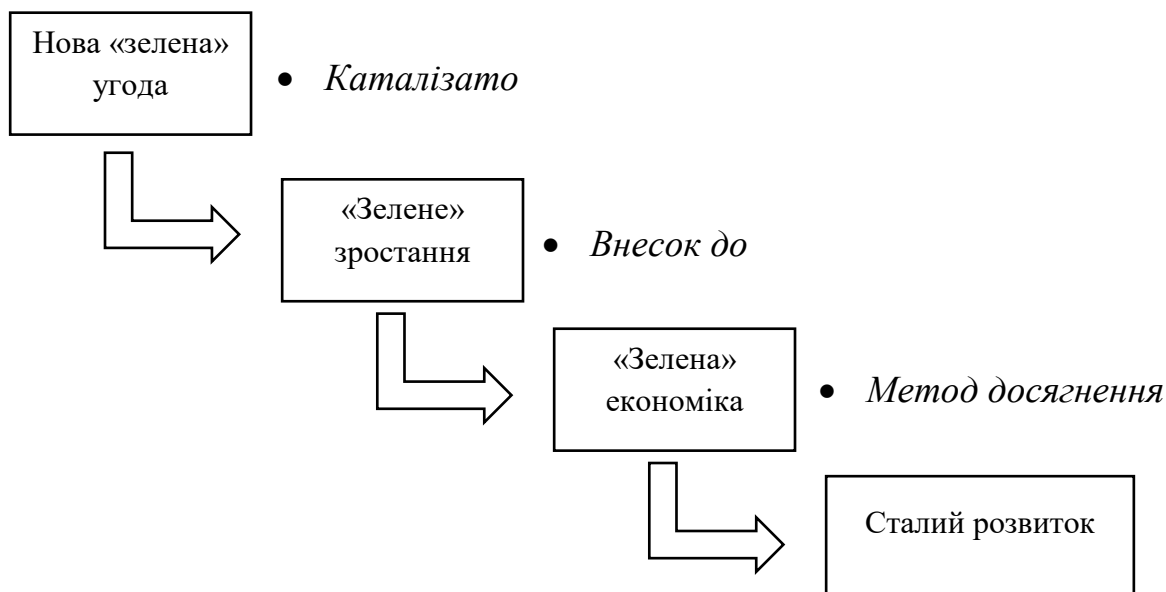 Нова «зелена»
угода
• Каталізато
«Зелене»
зростання
• Внесок до
«Зелена»
економіка
• Метод досягнення
Сталий розвиток